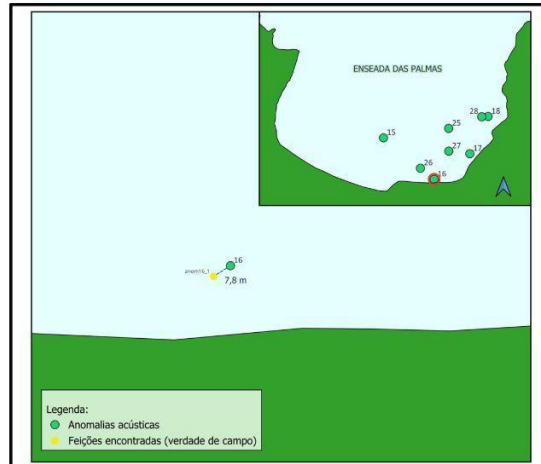 ENSEADA DAS PALMAS
28
18
25
15
27
17
26
16
16
anom16_1
7,8 m
Legenda:
Anomalias acústicas
Feições encontradas (verdade de campo)